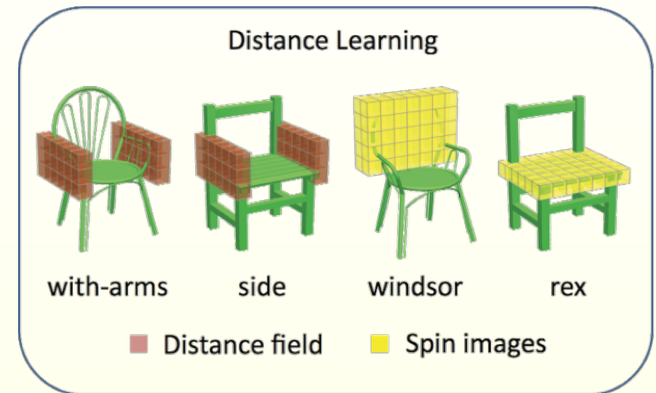 Distance Learning
with-arms side windsor rex
Distance field Spin images